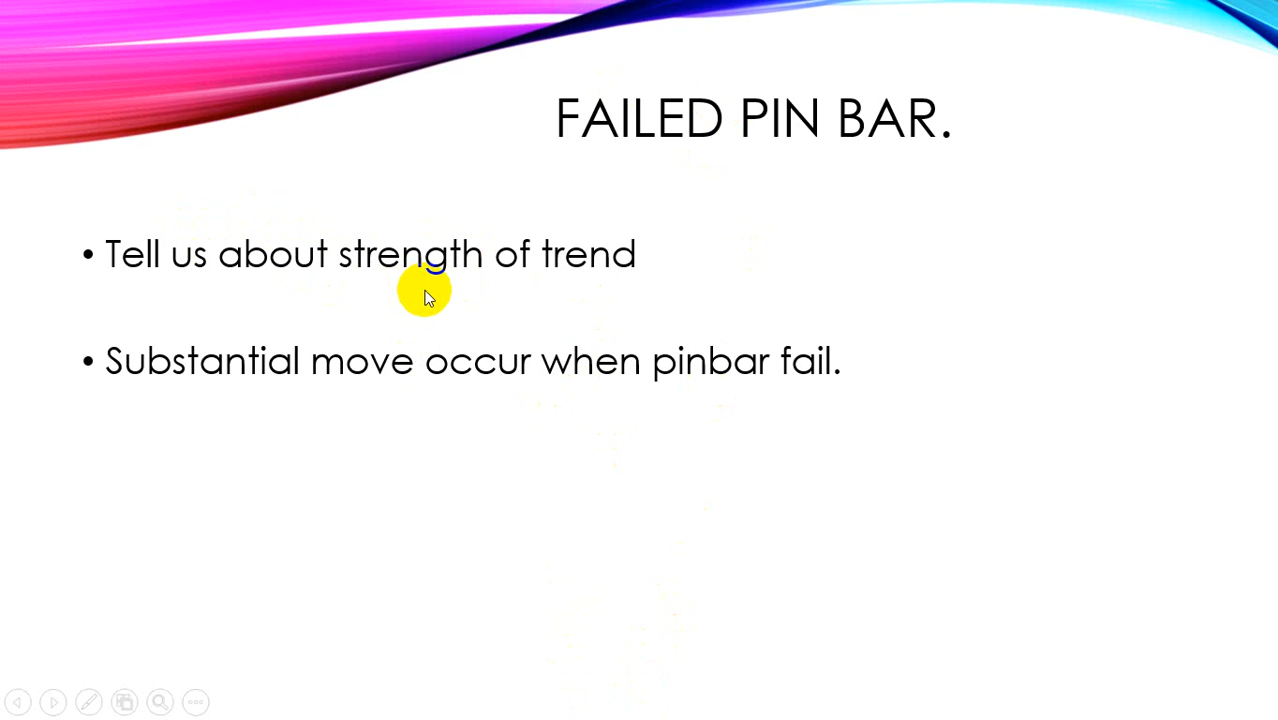 FAILED PIN BAR.
• Tell us about strength of trend
• Substantial move occur when pinbar fail.